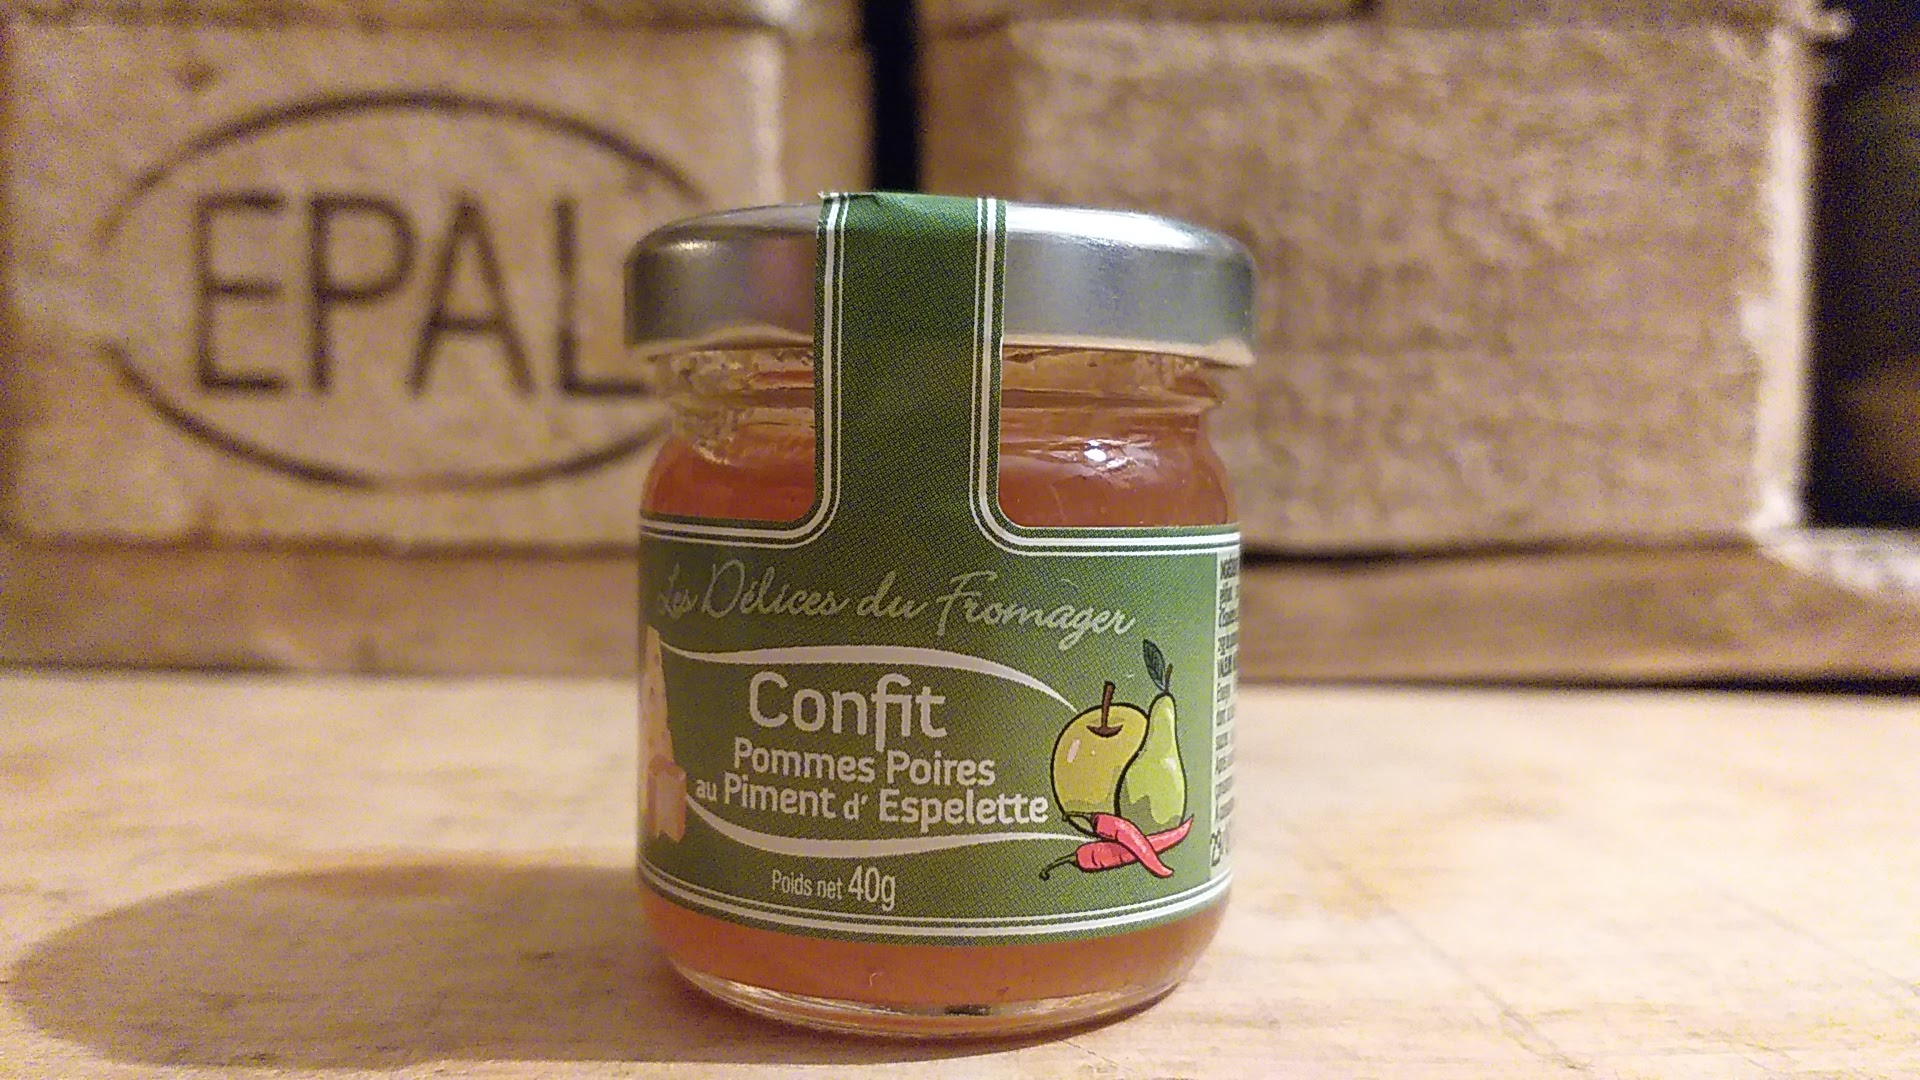 EPAL
Les Délices du Fromager
Confit
Pommes Poires
au Piment d' Espelette
Poids net 40g